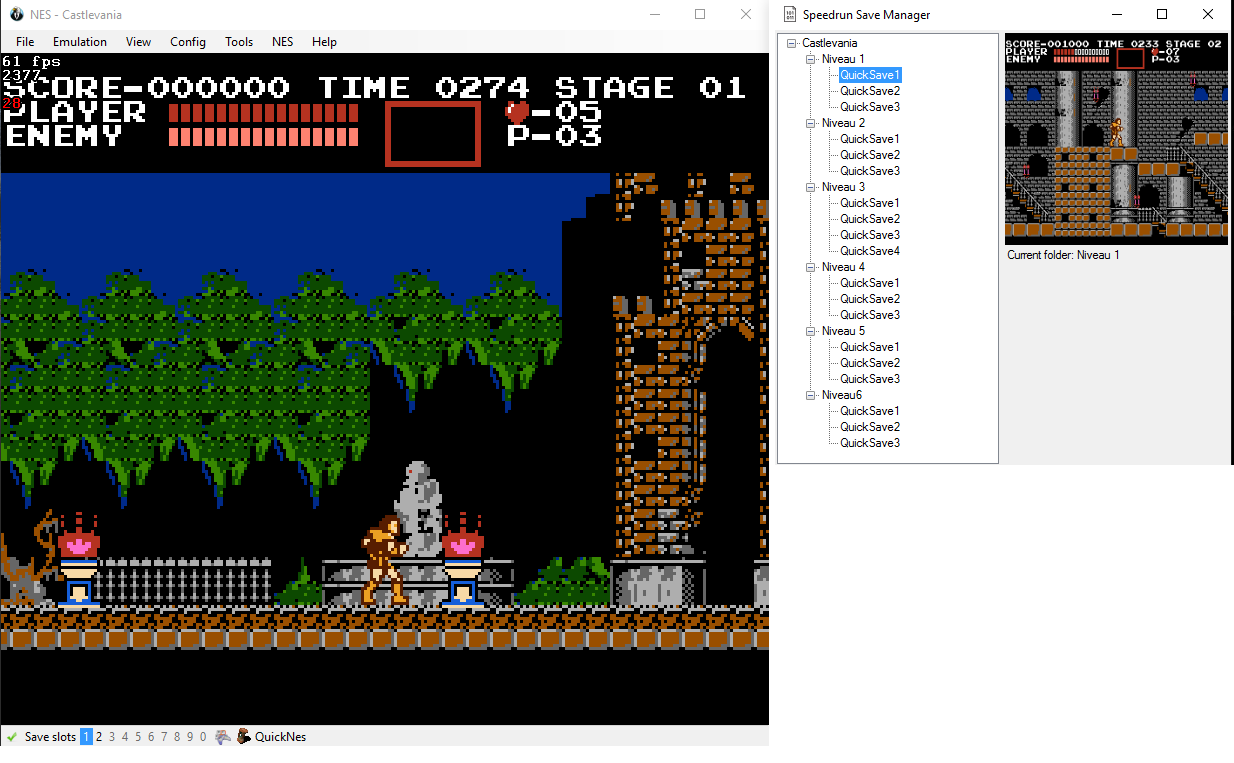 NES - Castlevania
File Emulation View Config Tools NES Help
61 fps
2377
SCORE-000000 TIME 0274 STAGE 01
28
PLAYER -05
ENEMY P-03
Save slots 1 2 3 4 5 6 7 8 9 0 QuickNes
Speedrun Save Manager
Castlevania
Niveau 1
QuickSave1
QuickSave2
QuickSave3
Niveau 2
QuickSave1
QuickSave2
QuickSave3
Niveau 3
QuickSave1
QuickSave2
QuickSave3
QuickSave4
Niveau 4
QuickSave1
QuickSave2
QuickSave3
Niveau 5
QuickSave1
QuickSave2
QuickSave3
Niveau6
QuickSave1
QuickSave2
QuickSave3
SCORE-001000 TIME 0233 STAGE 02
PLAYER -07
ENEMY P-03
Current folder: Niveau 1